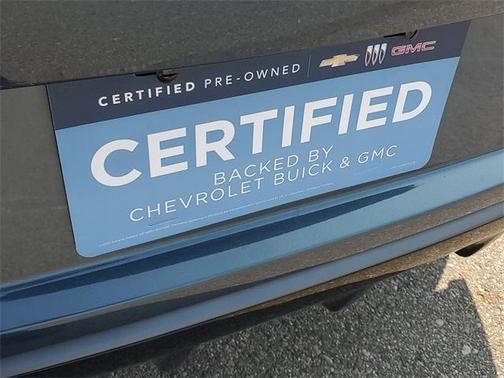 CERTIFIED PRE-OWNED GMC
CERTIFIED
BACKED BY
CHEVROLET BUICK & GMC